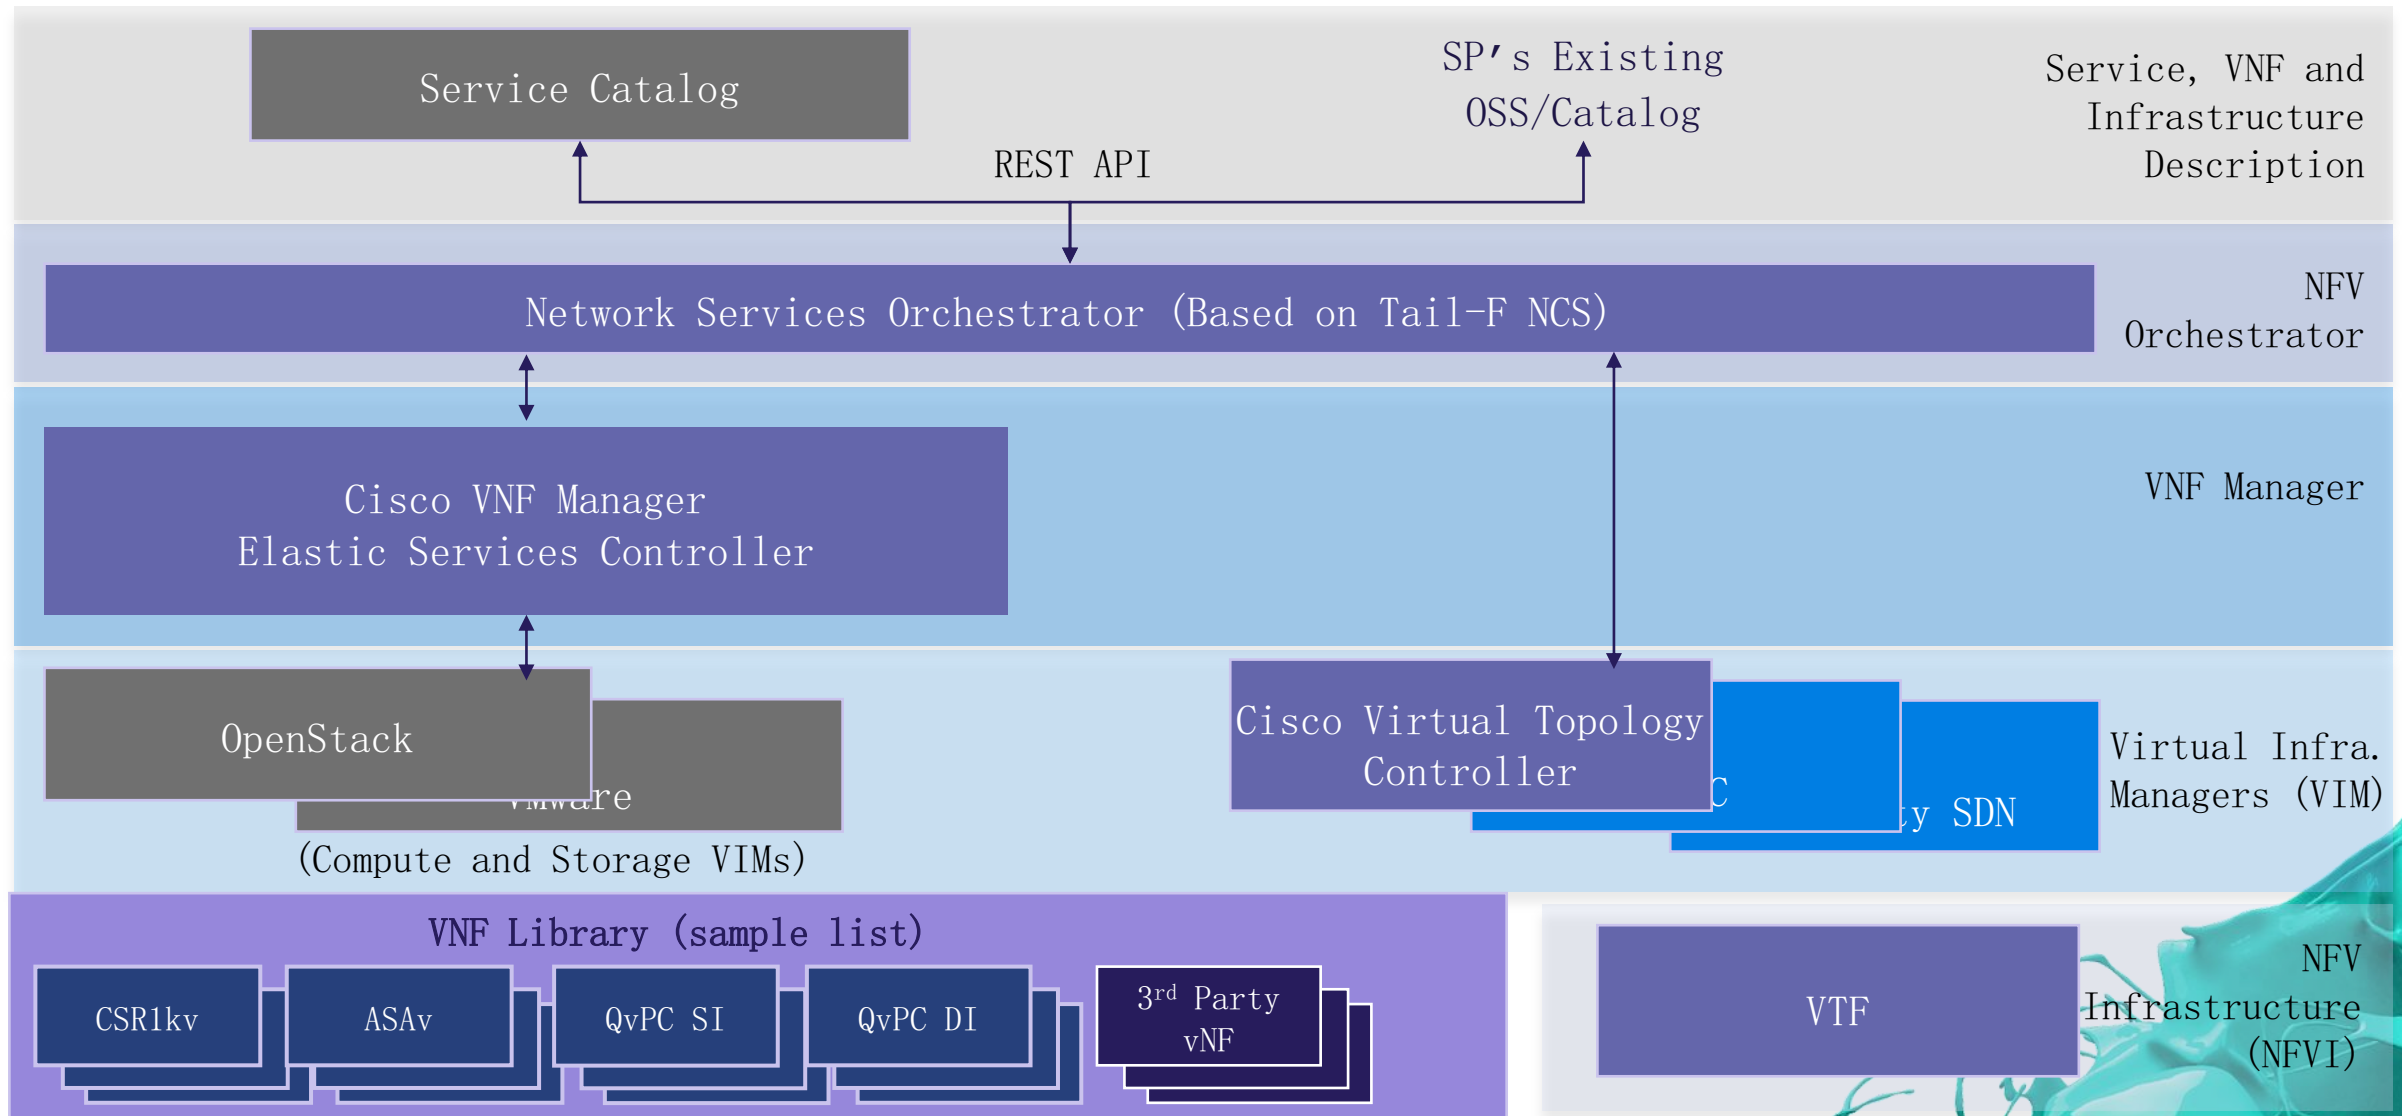 Service Catalog
SP's Existing
OSS/Catalog
REST API
Service, VNF and
Infrastructure
Description
Network Services Orchestrator (Based on Tail-F NCS)
NFV
Orchestrator
Cisco VNF Manager
Elastic Services Controller
VNF Manager
OpenStack
VMware
(Compute and Storage VIMs)
Cisco Virtual Topology
Controller
SDN
Virtual Infra.
Managers (VIM)
VNF Library (sample list)
CSR1kv
ASAv
QvPC SI
QvPC DI
3rd Party
vNF
VTF
NFV
Infrastructure
(NFVI)